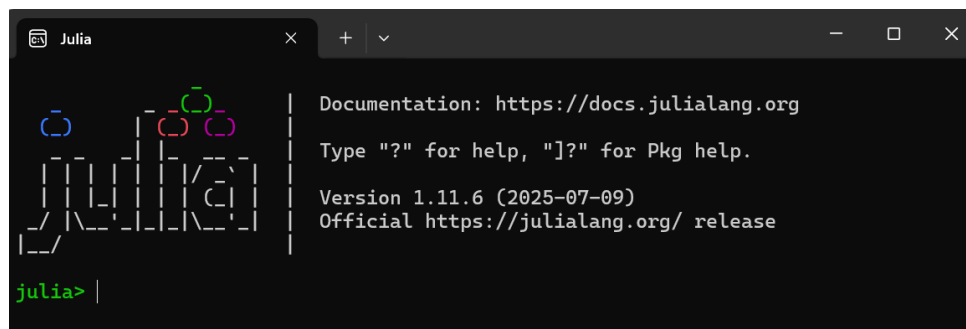 Julia
Documentation: https://docs.julialang.org
Type "?" for help, "]?" for Pkg help.
julia
Version 1.11.6 (2025-07-09)
Official https://julialang.org/ release
julia>